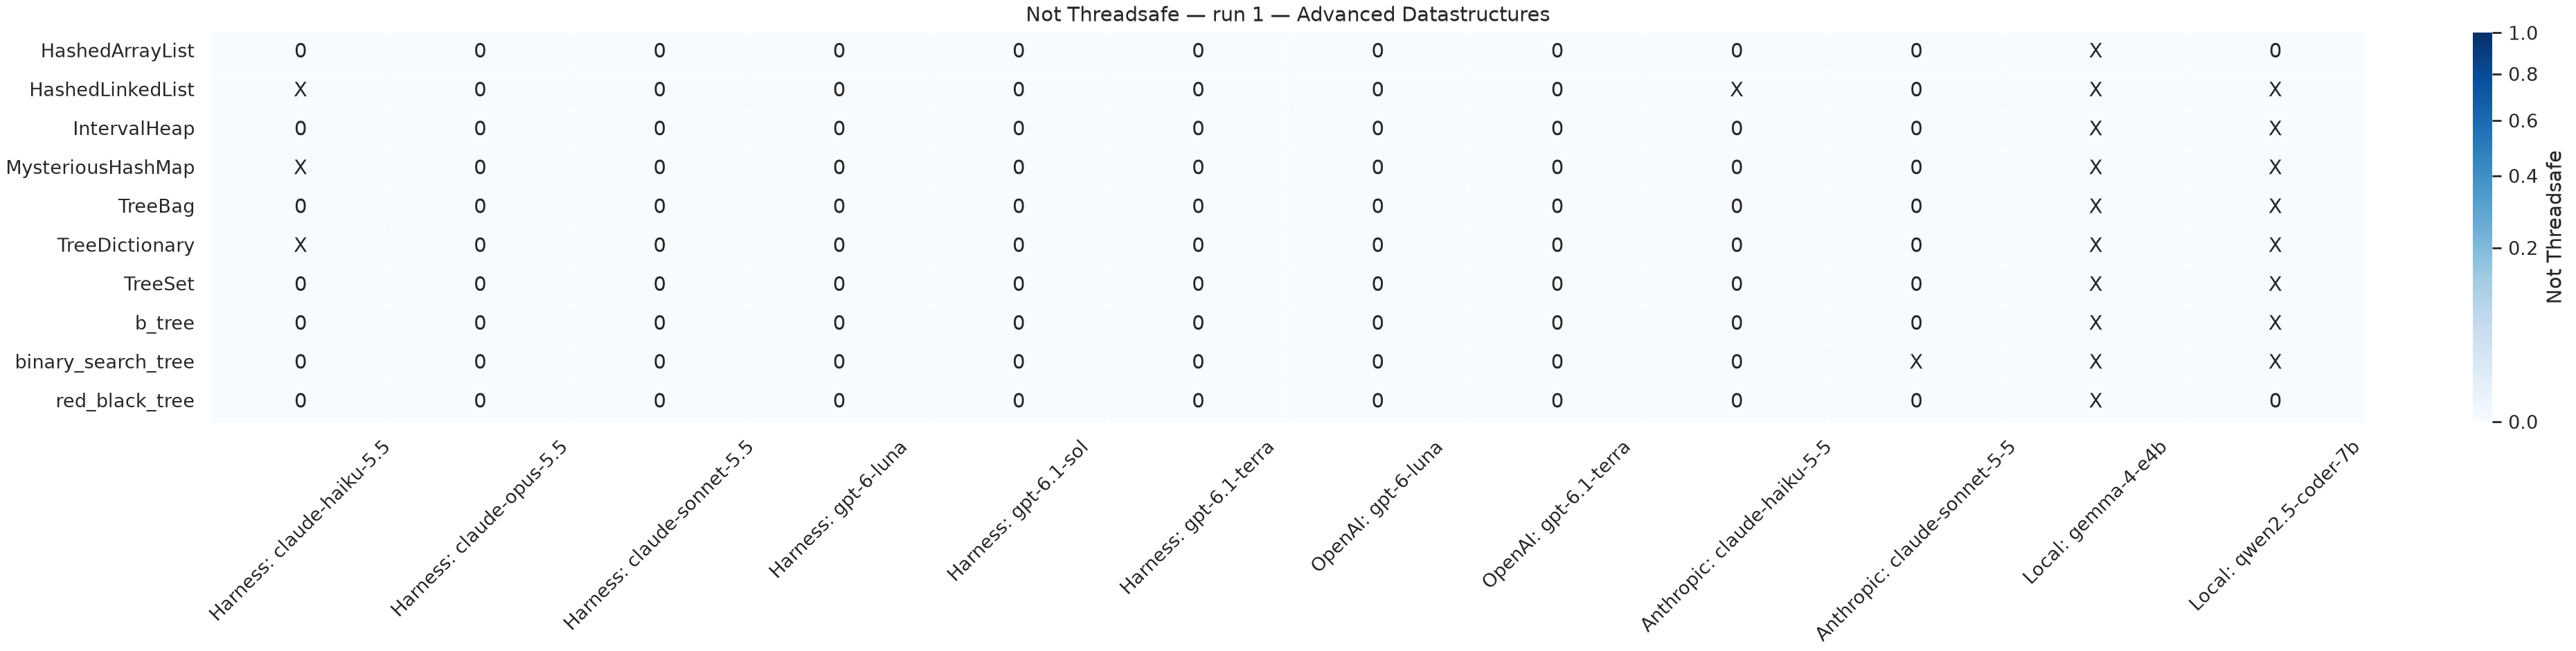 Not Threadsafe — run 1 — Advanced Datastructures
HashedArrayList 0 0 0 0 0 0 0 0 0 0 X 0
HashedLinkedList X 0 0 0 0 0 0 0 X 0 X X
IntervalHeap 0 0 0 0 0 0 0 0 0 0 X X
MysteriousHashMap X 0 0 0 0 0 0 0 0 0 X X
TreeBag 0 0 0 0 0 0 0 0 0 0 X X
TreeDictionary X 0 0 0 0 0 0 0 0 0 X X
TreeSet 0 0 0 0 0 0 0 0 0 0 X X
b_tree 0 0 0 0 0 0 0 0 0 0 X X
binary_search_tree 0 0 0 0 0 0 0 0 0 X X X
red_black_tree 0 0 0 0 0 0 0 0 0 0 X 0
Harness: claude-haiku-5.5
Harness: claude-opus-5.5
Harness: claude-sonnet-5.5
Harness: gpt-6-luna
Harness: gpt-6.1-sol
Harness: gpt-6.1-terra
OpenAI: gpt-6-luna
OpenAI: gpt-6.1-terra
Anthropic: claude-haiku-5-5
Anthropic: claude-sonnet-5-5
Local: gemma-4-e4b
Local: qwen2.5-coder-7b
1.0
0.8
0.6
0.4
0.2
0.0
Not Threadsafe